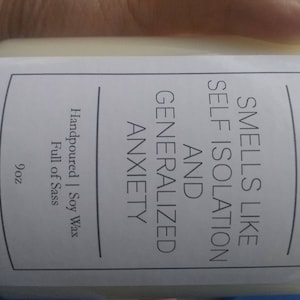 SMELLS LIKE
SELF ISOLATION
AND
GENERALIZED
ANXIETY
Handpoured | Soy Wax
Full of Sass
9oz